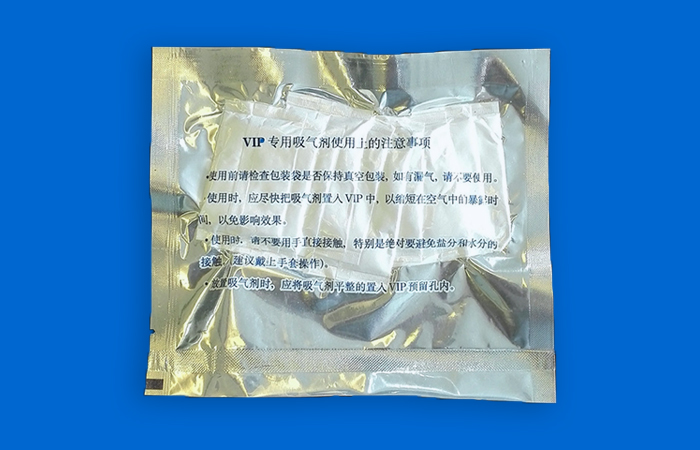 VIP 专用吸气剂使用上的注意事项
·使用前请检查包装袋是否保持真空包装，如有漏气，请不要使用。
·使用时，应尽快把吸气剂置入 VIP 中，以缩短在空气中的暴露时
间，以免影响效果。
·使用时，请不要用手直接接触，特别是绝对要避免盐分和水分的
接触（建议戴上手套操作)。
·放置吸气剂时，应将吸气剂平整的置入 VIP 预留孔内。